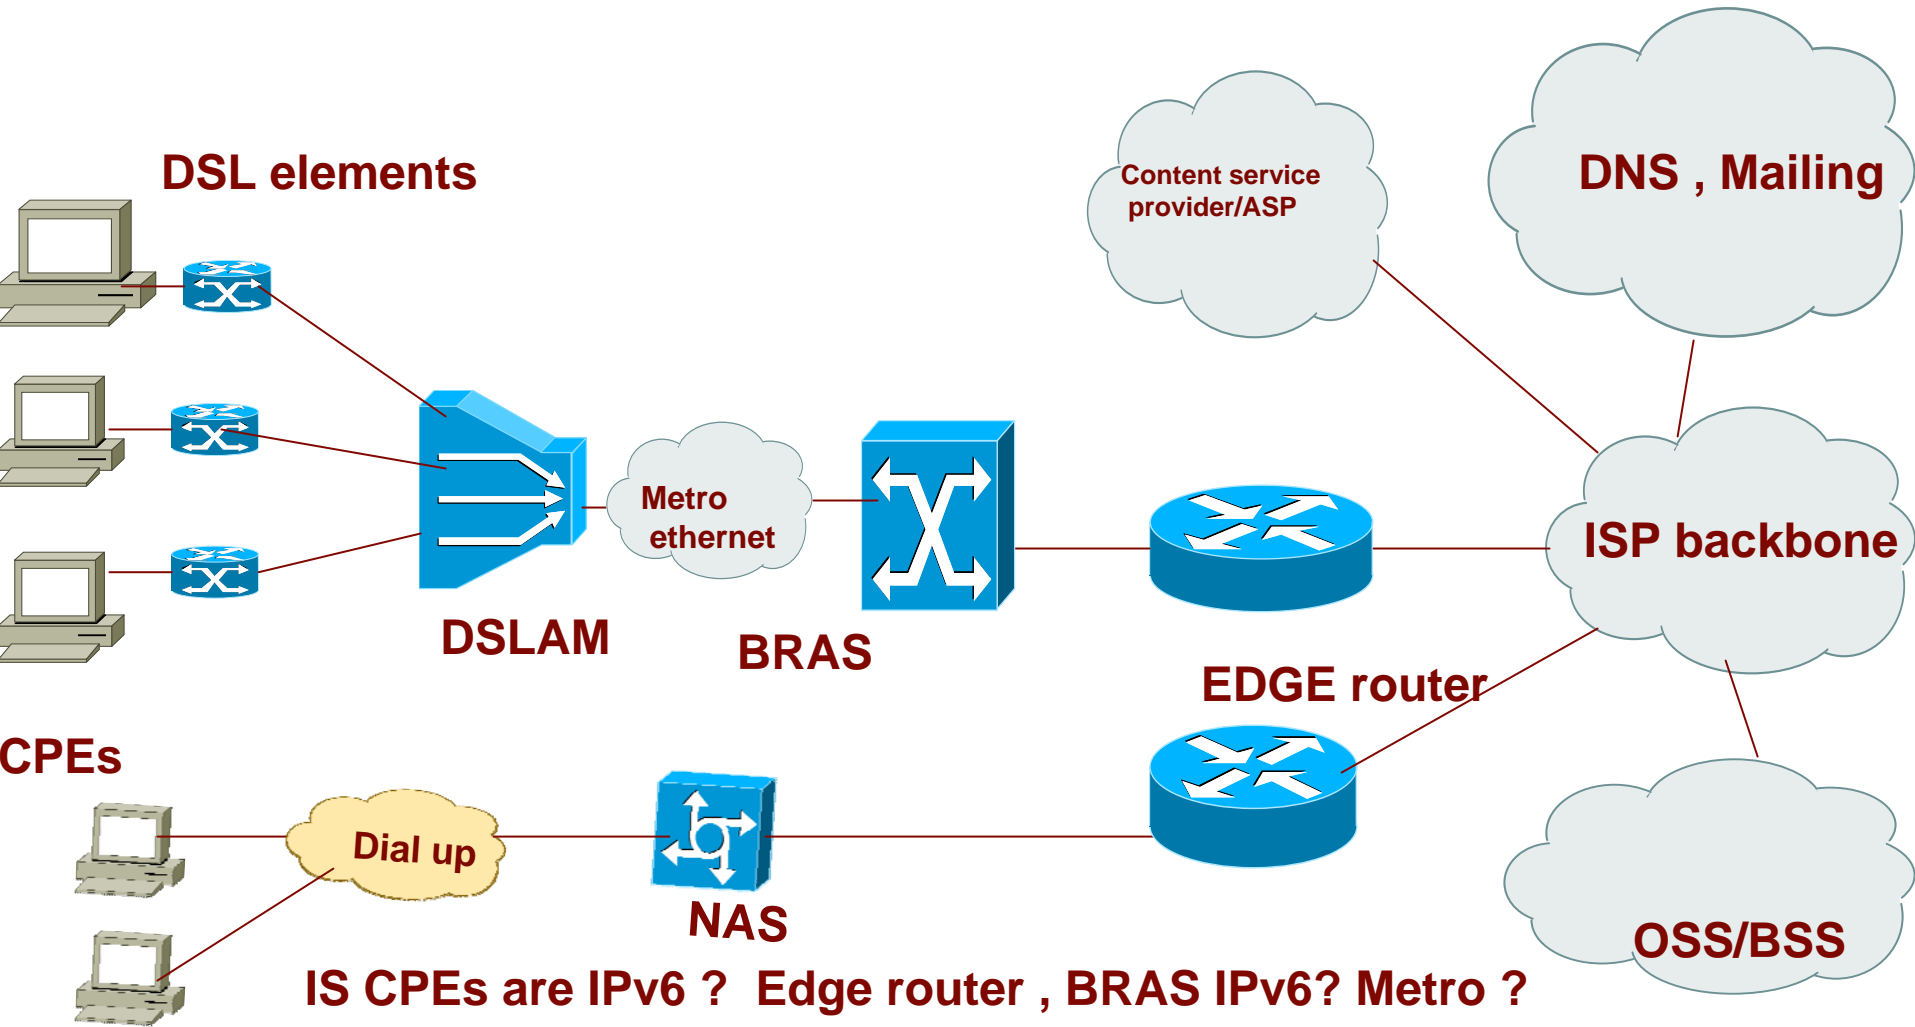 DSL elements
Content service
provider/ASP
DNS , Mailing
Metro
ethernet
ISP backbone
DSLAM
BRAS
EDGE router
CPEs
Dial up
NAS
OSS/BSS
IS CPEs are IPv6 ? Edge router , BRAS IPv6? Metro ?